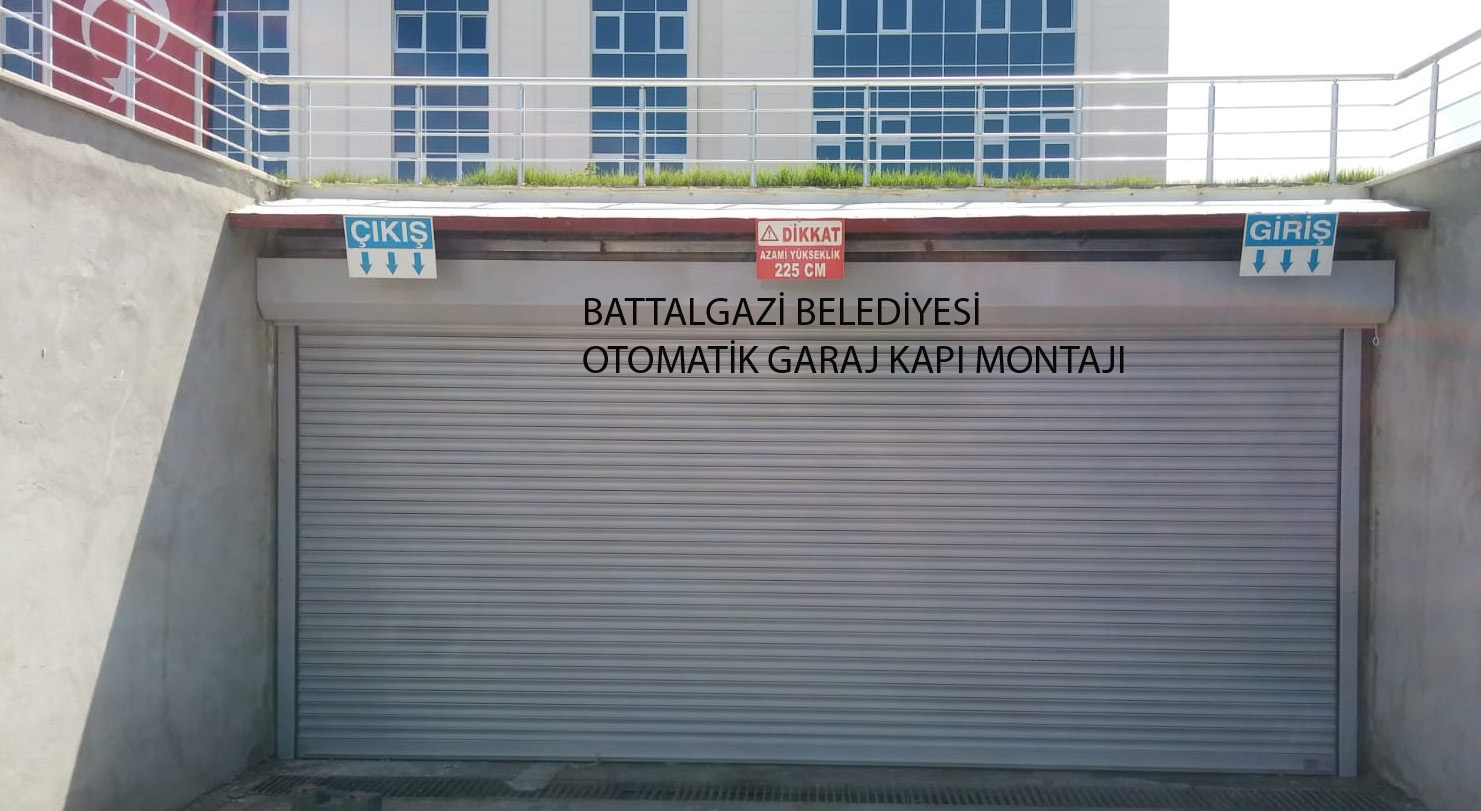 ÇIKIŞ
DİKKAT
AZAMİ YÜKSEKLİK
225 CM
GİRİŞ
BATTALGAZİ BELEDİYESİ
OTOMATİK GARAJ KAPI MONTAJI